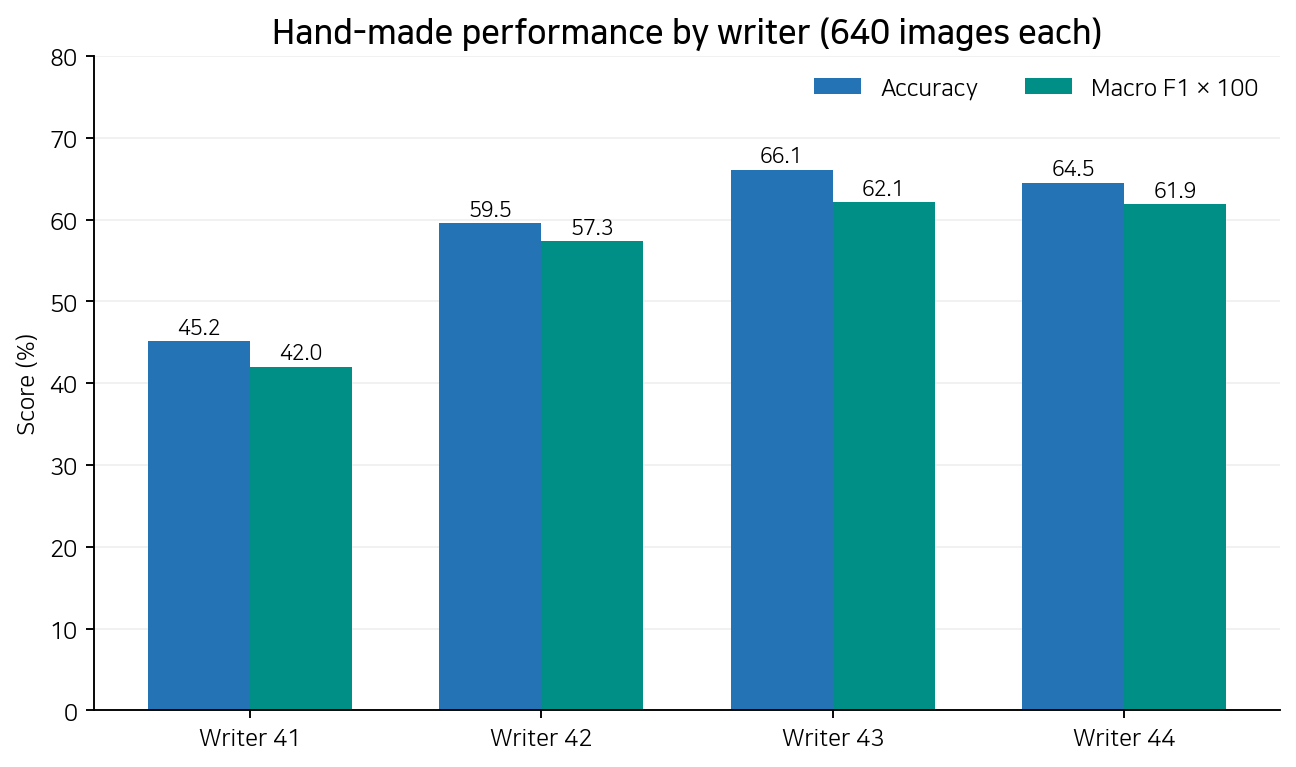 Hand-made performance by writer (640 images each)
Accuracy
Macro F1 × 100
Score (%)
80
70
60
50
40
30
20
10
0
45.2
42.0
59.5
57.3
66.1
62.1
64.5
61.9
Writer 41
Writer 42
Writer 43
Writer 44